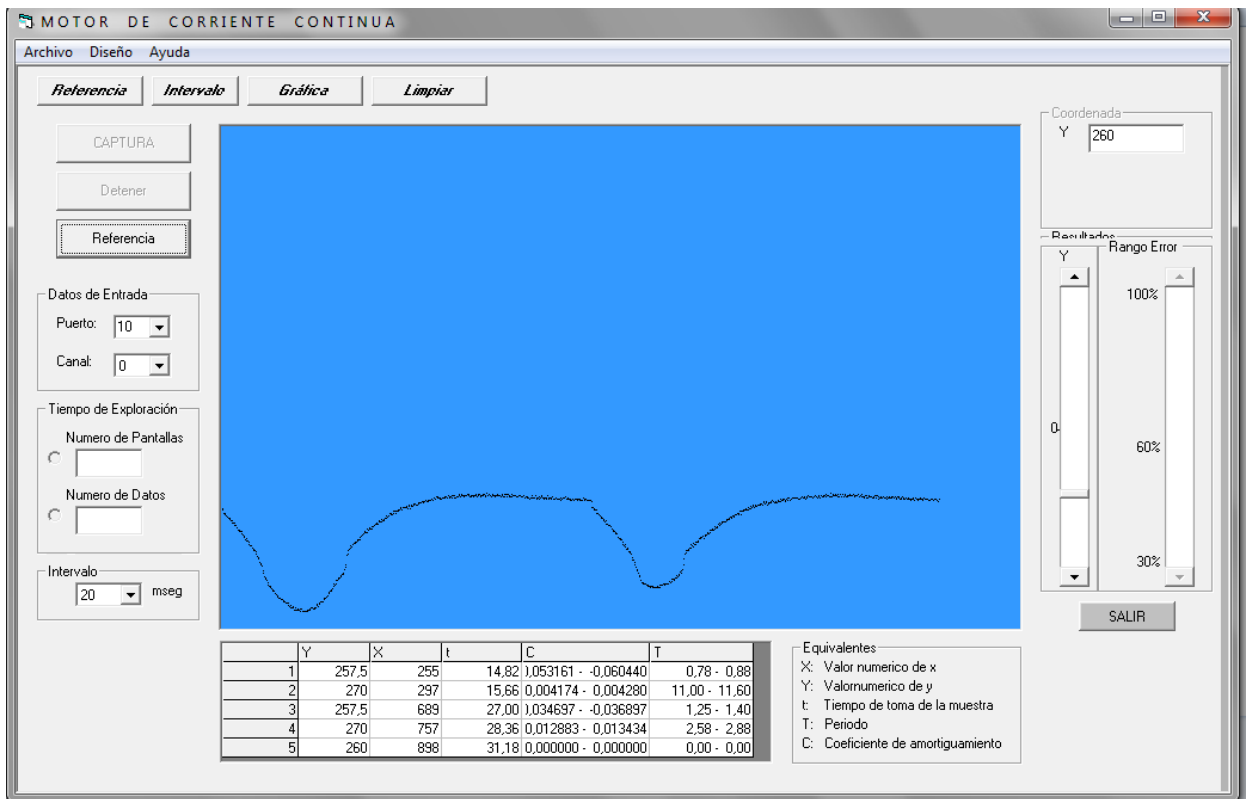 MOTOR DE CORRIENTE CONTINUA
Archivo Diseño Ayuda
Referencia Intervalo Gráfica Limpiar
CAPTURA
Detener
Referencia
Datos de Entrada
Puerto: 10
Canal: 0
Tiempo de Exploración
Numero de Pantallas
Numero de Datos
Intervalo
20 mseg
Coordenada
Y 260
Resultados
Y
0
Rango Error
100%
60%
30%
SALIR
Y X t C T
1 257,5 255 14,82 ,053161 - -0,060440 0,78 - 0,88
2 270 297 15,66 0,004174 - 0,004280 11,00 - 11,60
3 257,5 689 27,00 ,034697 - -0,036897 1,25 - 1,40
4 270 757 28,36 0,012883 - 0,013434 2,58 - 2,88
5 260 898 31,18 0,000000 - 0,000000 0,00 - 0,00
Equivalentes
X: Valor numerico de x
Y: Valornumerico de y
t: Tiempo de toma de la muestra
T: Periodo
C: Coeficiente de amortiguamiento